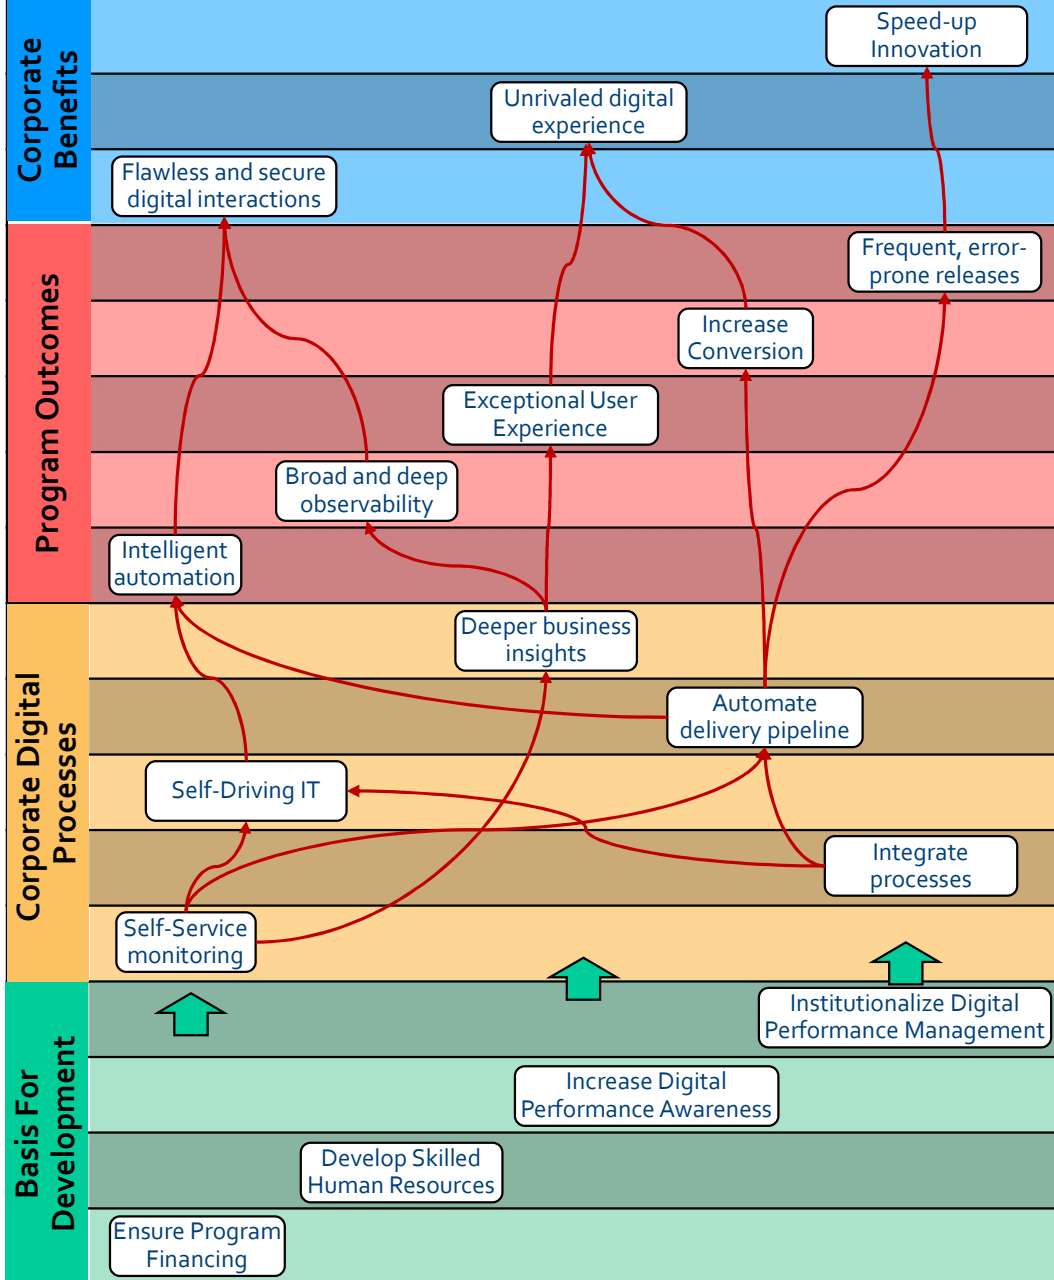 Corporate
Benefits
Speed-up
Innovation
Unrivaled digital
experience
Flawless and secure
digital interactions
Program Outcomes
Frequent, error-
prone releases
Increase
Conversion
Exceptional User
Experience
Broad and deep
observability
Intelligent
automation
Corporate Digital
Processes
Deeper business
insights
Automate
delivery pipeline
Self-Driving IT
Integrate
processes
Self-Service
monitoring
Basis For
Development
Institutionalize Digital
Performance Management
Increase Digital
Performance Awareness
Develop Skilled
Human Resources
Ensure Program
Financing